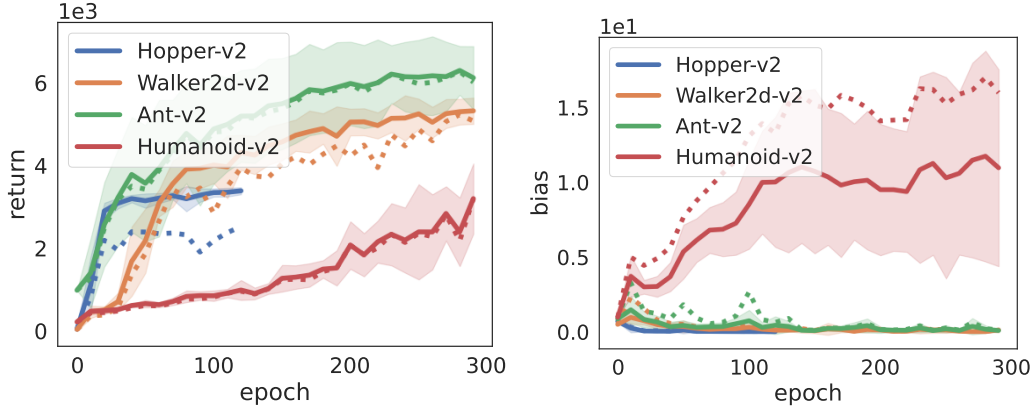 1e3
Hopper-v2
Walker2d-v2
Ant-v2
Humanoid-v2
6
4
2
0
return
0 100 200 300
epoch
1e1
Hopper-v2
Walker2d-v2
Ant-v2
Humanoid-v2
1.5
1.0
0.5
0.0
bias
0 100 200 300
epoch